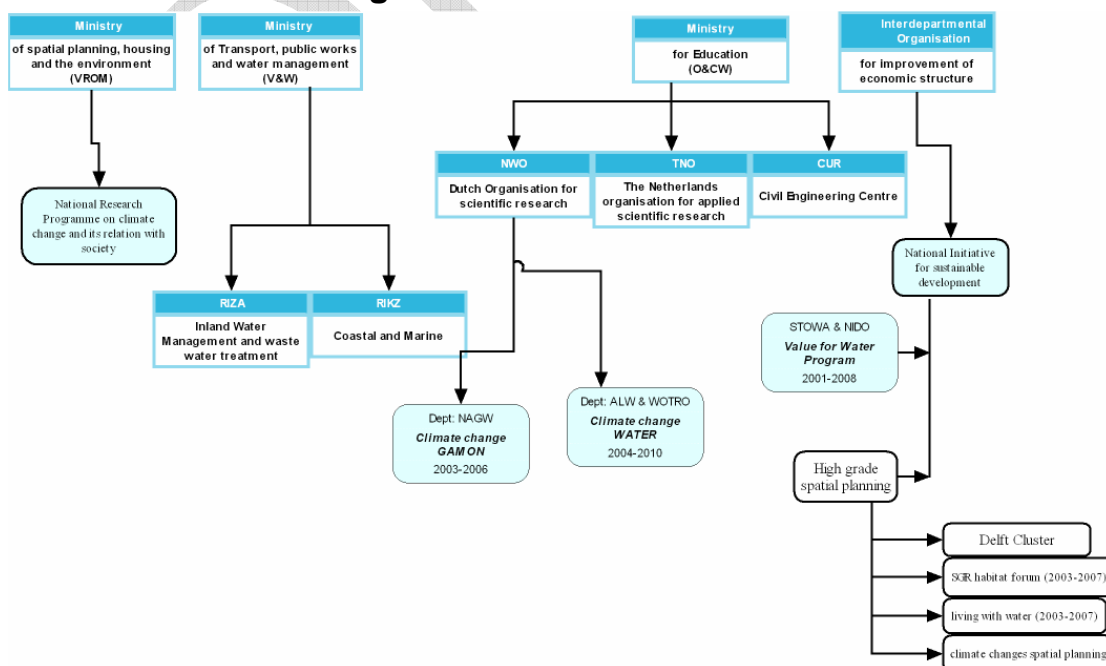 Ministry
of spatial planning, housing
and the environment
(VROM)
Ministry
of Transport, public works
and water management
(V&W)
Ministry
for Education
(O&CW)
Interdepartmental
Organisation
for improvement of
economic structure
NWO
Dutch Organisation for
scientific research
TNO
The Netherlands
organisation for applied
scientific research
CUR
Civil Engineering Centre
National Research
Programme on climate
change and its relation with
society
National Initiative
for sustainable
development
RIZA
Inland Water
Management and waste
water treatment
RIKZ
Coastal and Marine
STOWA & NIDO
Value for Water
Program
2001-2008
Dept: NAGW
Climate change
GAMON
2003-2006
Dept: ALW & WOTRO
Climate change
WATER
2004-2010
High grade
spatial planning
Delft Cluster
SGR habitat forum (2003-2007)
living with water (2003-2007)
climate changes spatial planning